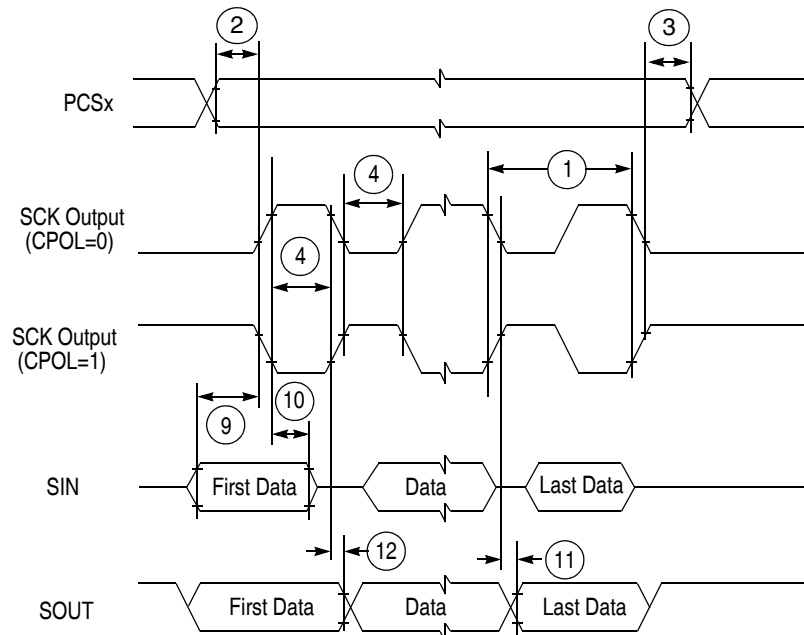 2
3
PCSx
4
1
SCK Output
(CPOL=0)
4
SCK Output
(CPOL=1)
9
10
SIN
First Data
Data
Last Data
12
11
SOUT
First Data
Data
Last Data